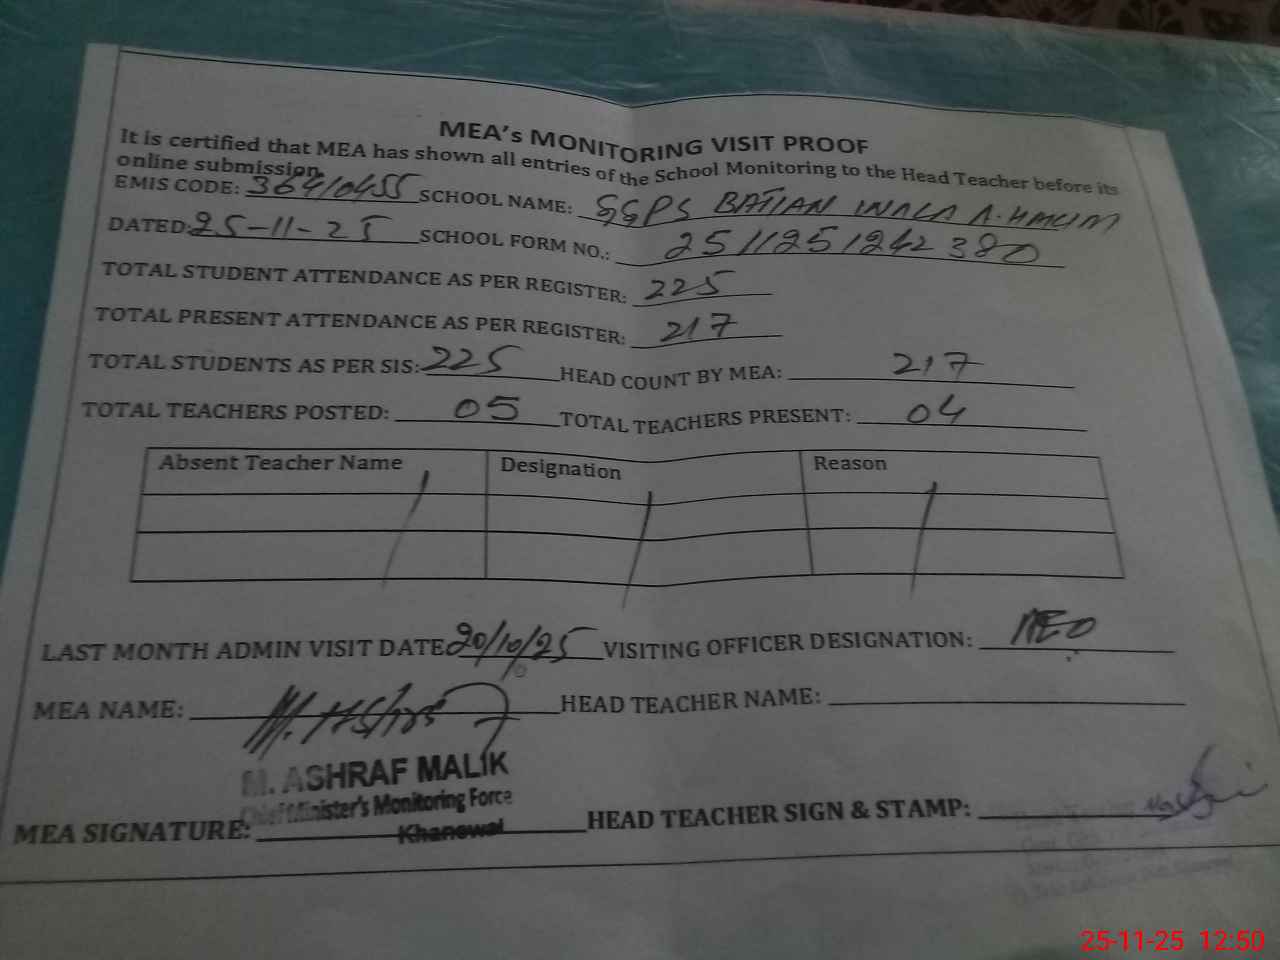 MEA's MONITORING VISIT PROOF
It is certified that MEA has shown all entries of the School Monitoring to the Head Teacher before its
online submission.
EMIS CODE: 36410455 SCHOOL NAME: GGPS BATIAN WALA A. HALIM
DATED: 25-11-25 SCHOOL FORM NO.: 2511251242380
TOTAL STUDENT ATTENDANCE AS PER REGISTER: 225
TOTAL PRESENT ATTENDANCE AS PER REGISTER: 217
TOTAL STUDENTS AS PER SIS: 225 HEAD COUNT BY MEA: 217
TOTAL TEACHERS POSTED: 05 TOTAL TEACHERS PRESENT: 04
Absent Teacher Name Designation Reason
LAST MONTH ADMIN VISIT DATE 20/10/25 VISITING OFFICER DESIGNATION: AEO
MEA NAME: M. Ashraf HEAD TEACHER NAME:
M. ASHRAF MALIK
Chief Minister's Monitoring Force
Khanewal
MEA SIGNATURE: HEAD TEACHER SIGN & STAMP:
25-11-25 12:50